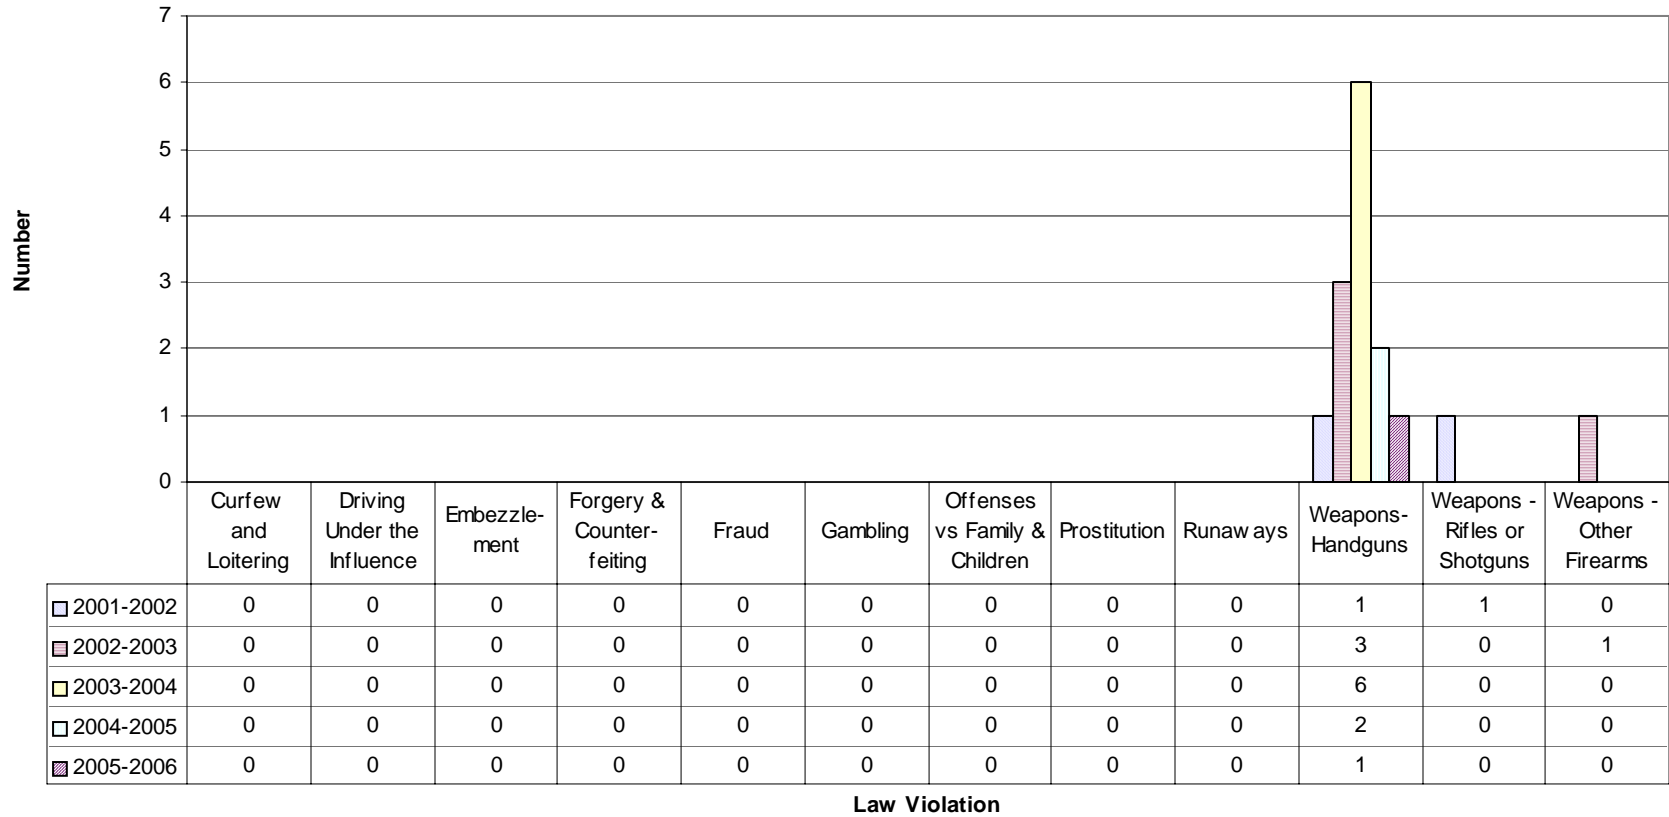 7
6
5
4
3
2
1
0
Number
Curfew and Loitering
Driving Under the Influence
Embezzle-ment
Forgery & Counter-feiting
Fraud
Gambling
Offenses vs Family & Children
Prostitution
Runaways
Weapons-Handguns
Weapons - Rifles or Shotguns
Weapons - Other Firearms
2001-2002 0 0 0 0 0 0 0 0 0 1 1 0
2002-2003 0 0 0 0 0 0 0 0 0 3 0 1
2003-2004 0 0 0 0 0 0 0 0 0 6 0 0
2004-2005 0 0 0 0 0 0 0 0 0 2 0 0
2005-2006 0 0 0 0 0 0 0 0 0 1 0 0
Law Violation